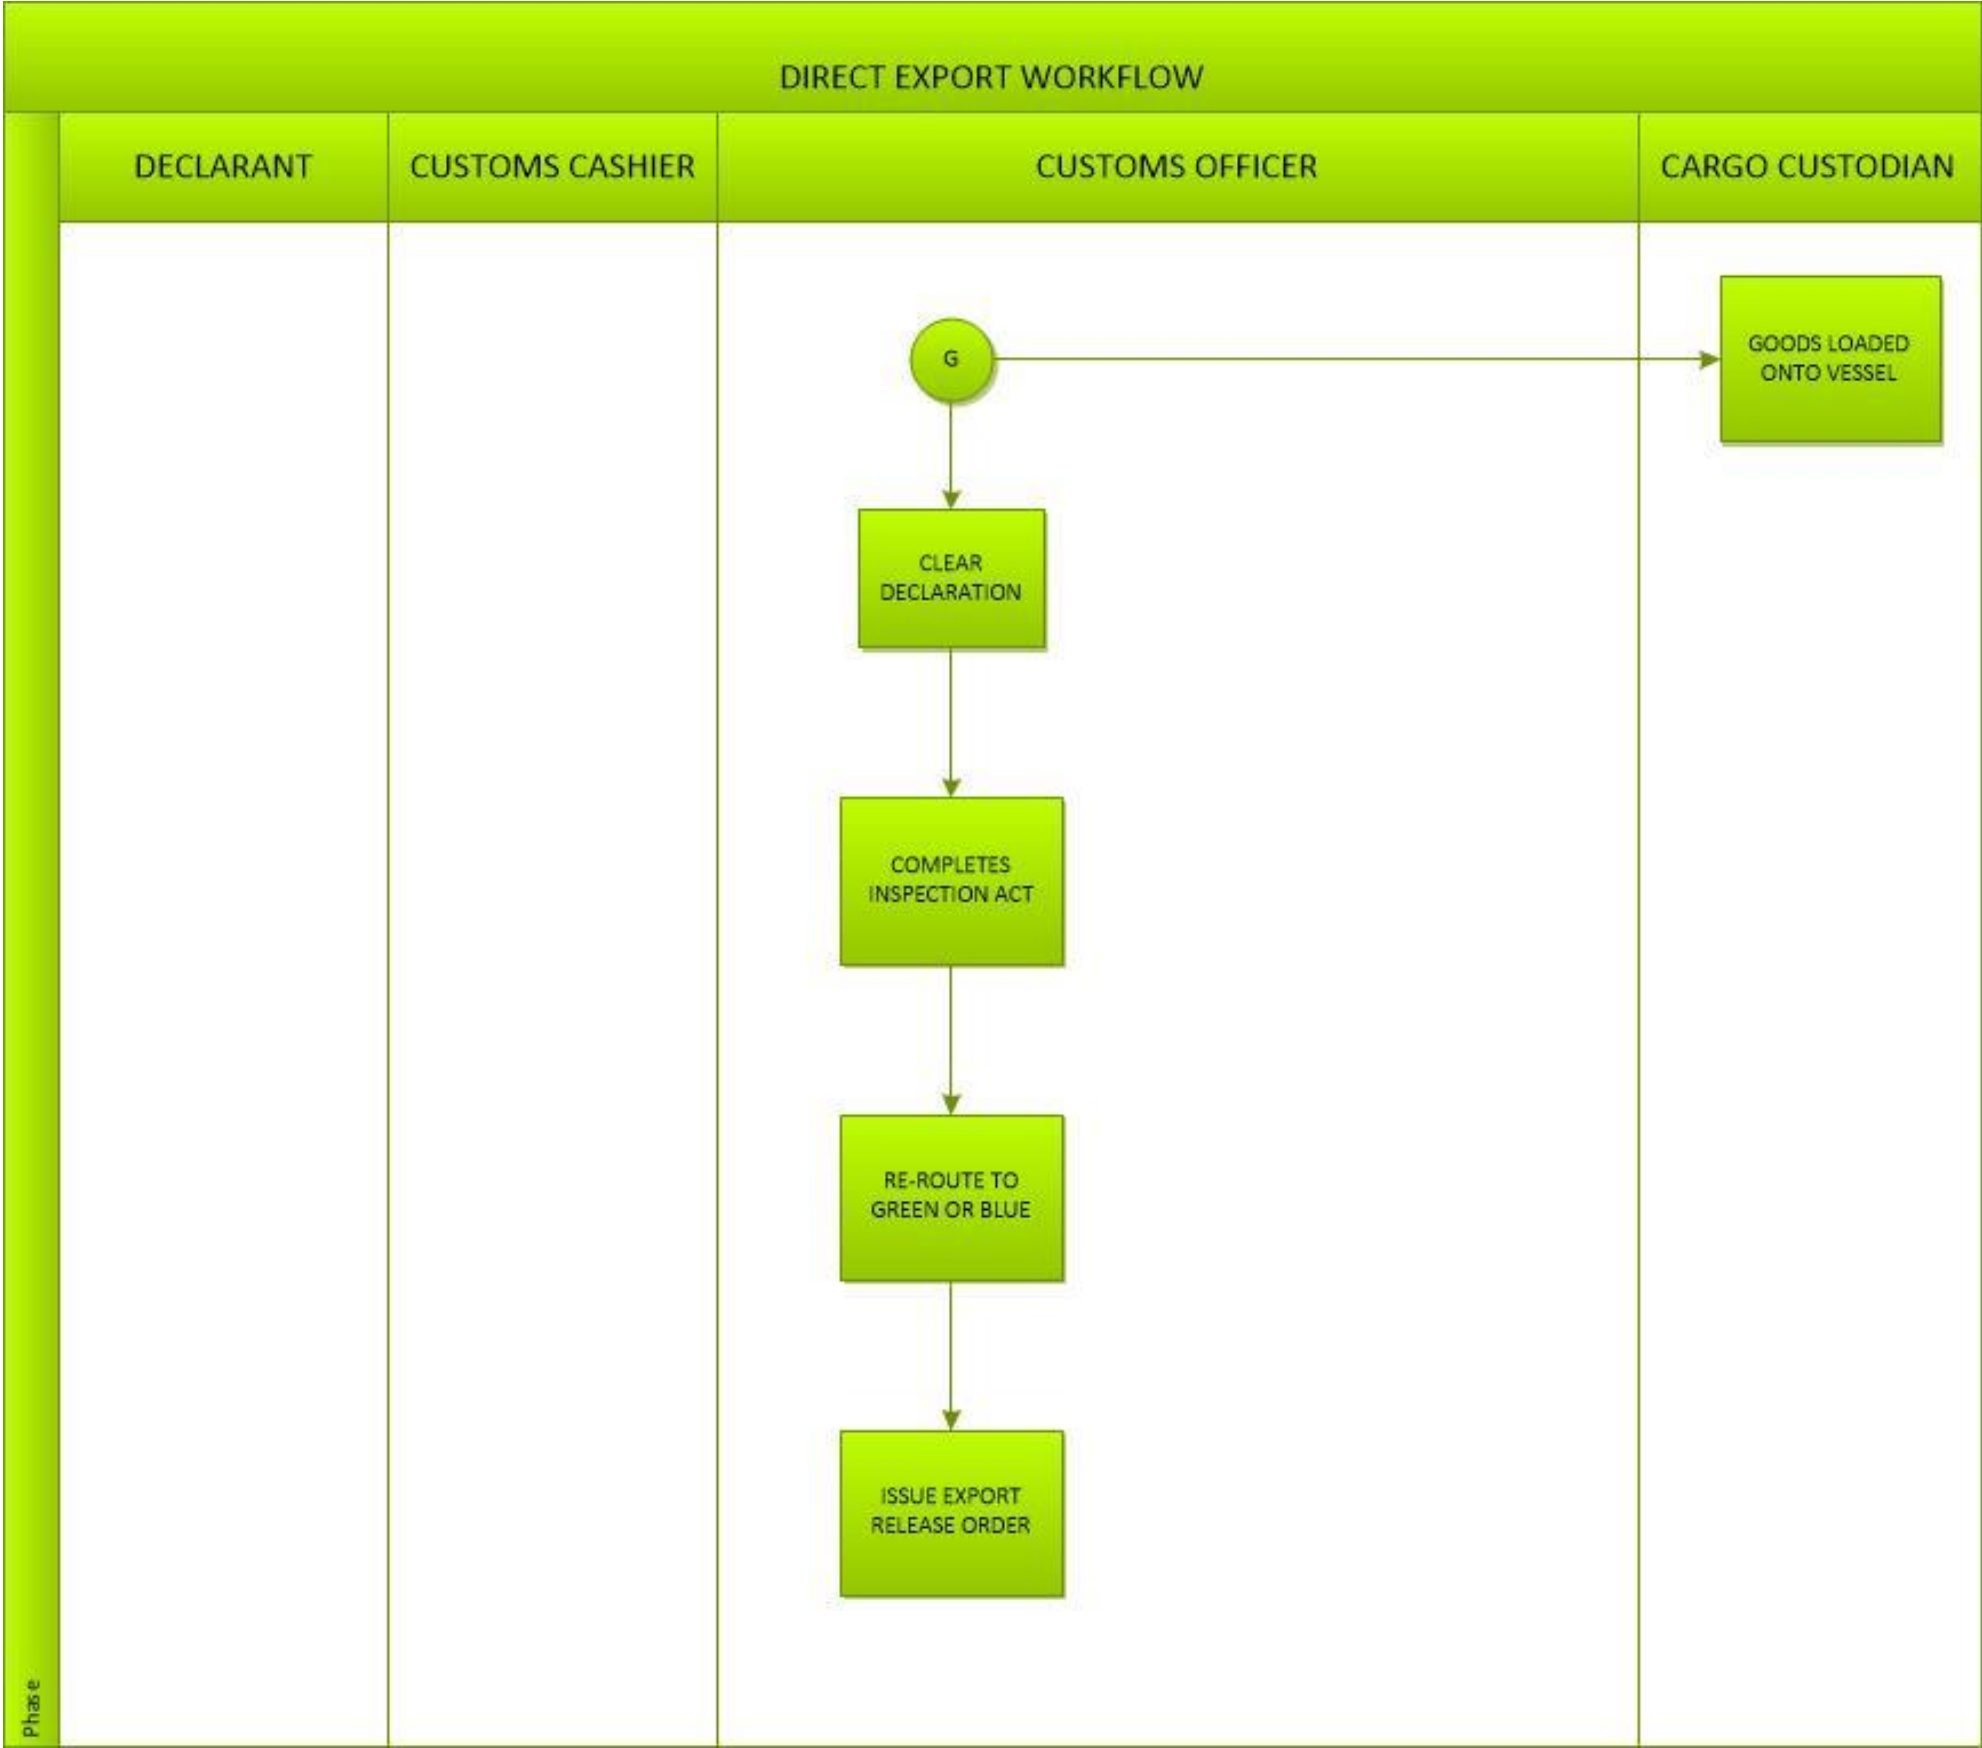 DIRECT EXPORT WORKFLOW
DECLARANT
CUSTOMS CASHIER
CUSTOMS OFFICER
CARGO CUSTODIAN
G
GOODS LOADED
ONTO VESSEL
CLEAR
DECLARATION
COMPLETES
INSPECTION ACT
RE-ROUTE TO
GREEN OR BLUE
ISSUE EXPORT
RELEASE ORDER
Phase